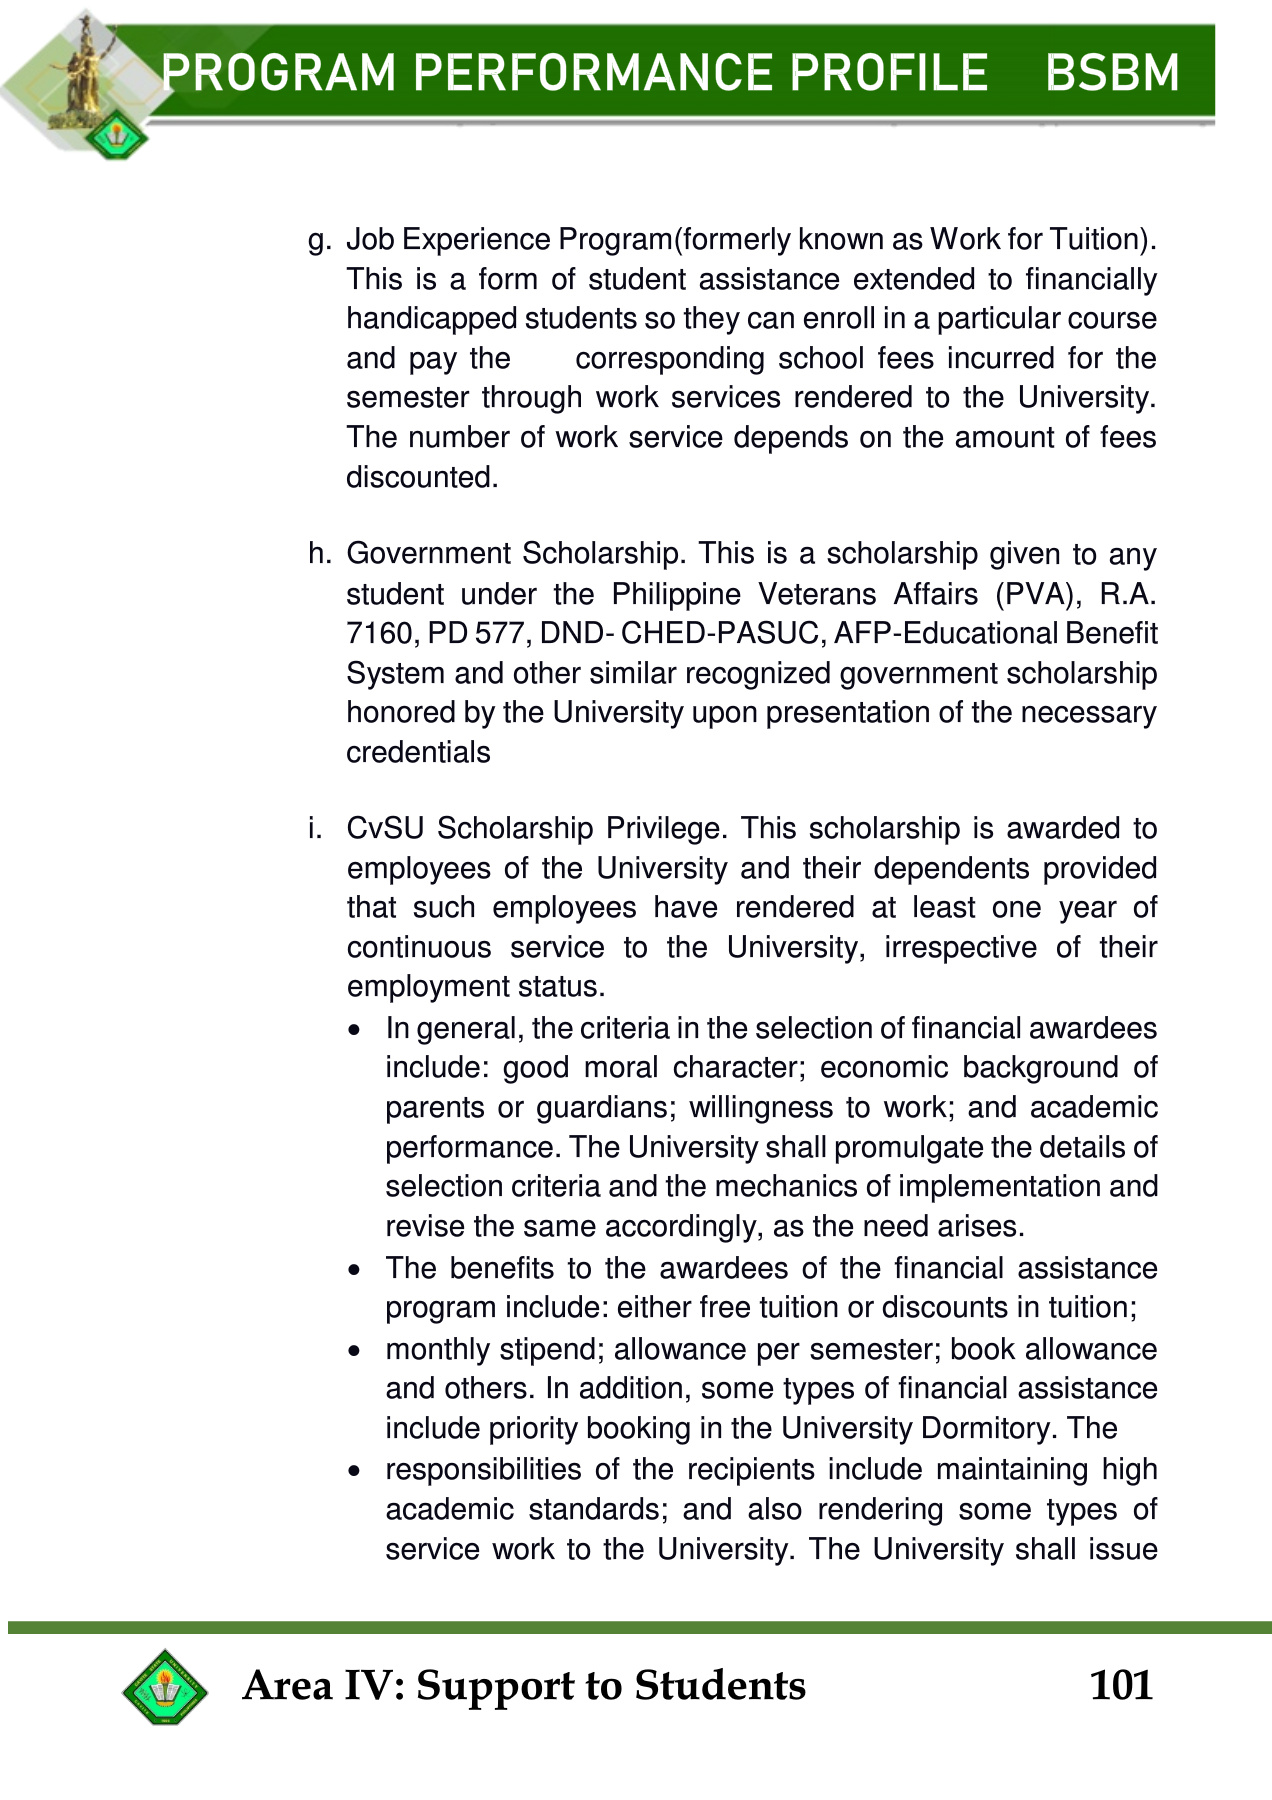 PROGRAM PERFORMANCE PROFILE BSBM
g. Job Experience Program(formerly known as Work for Tuition).
This is a form of student assistance extended to financially
handicapped students so they can enroll in a particular course
and pay the corresponding school fees incurred for the
semester through work services rendered to the University.
The number of work service depends on the amount of fees
discounted.
h. Government Scholarship. This is a scholarship given to any
student under the Philippine Veterans Affairs (PVA), R.A.
7160, PD 577, DND- CHED-PASUC, AFP-Educational Benefit
System and other similar recognized government scholarship
honored by the University upon presentation of the necessary
credentials
i. CvSU Scholarship Privilege. This scholarship is awarded to
employees of the University and their dependents provided
that such employees have rendered at least one year of
continuous service to the University, irrespective of their
employment status.
• In general, the criteria in the selection of financial awardees
include: good moral character; economic background of
parents or guardians; willingness to work; and academic
performance. The University shall promulgate the details of
selection criteria and the mechanics of implementation and
revise the same accordingly, as the need arises.
• The benefits to the awardees of the financial assistance
program include: either free tuition or discounts in tuition;
• monthly stipend; allowance per semester; book allowance
and others. In addition, some types of financial assistance
include priority booking in the University Dormitory. The
• responsibilities of the recipients include maintaining high
academic standards; and also rendering some types of
service work to the University. The University shall issue
Area IV: Support to Students 101